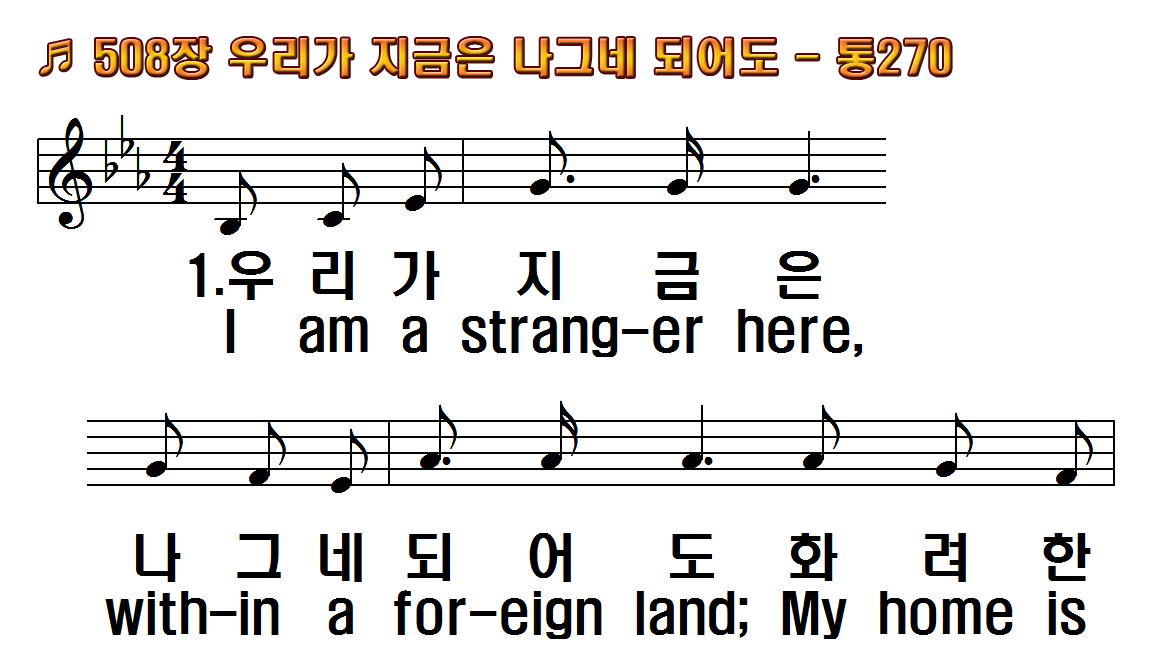 ♬ 508장 우리가 지금은 나그네 되어도 - 통270
4
4
1.우 리 가 지 금 은
I am a strang-er here,
나 그 네 되 어 도 화 려 한
with-in a for-eign land; My home is